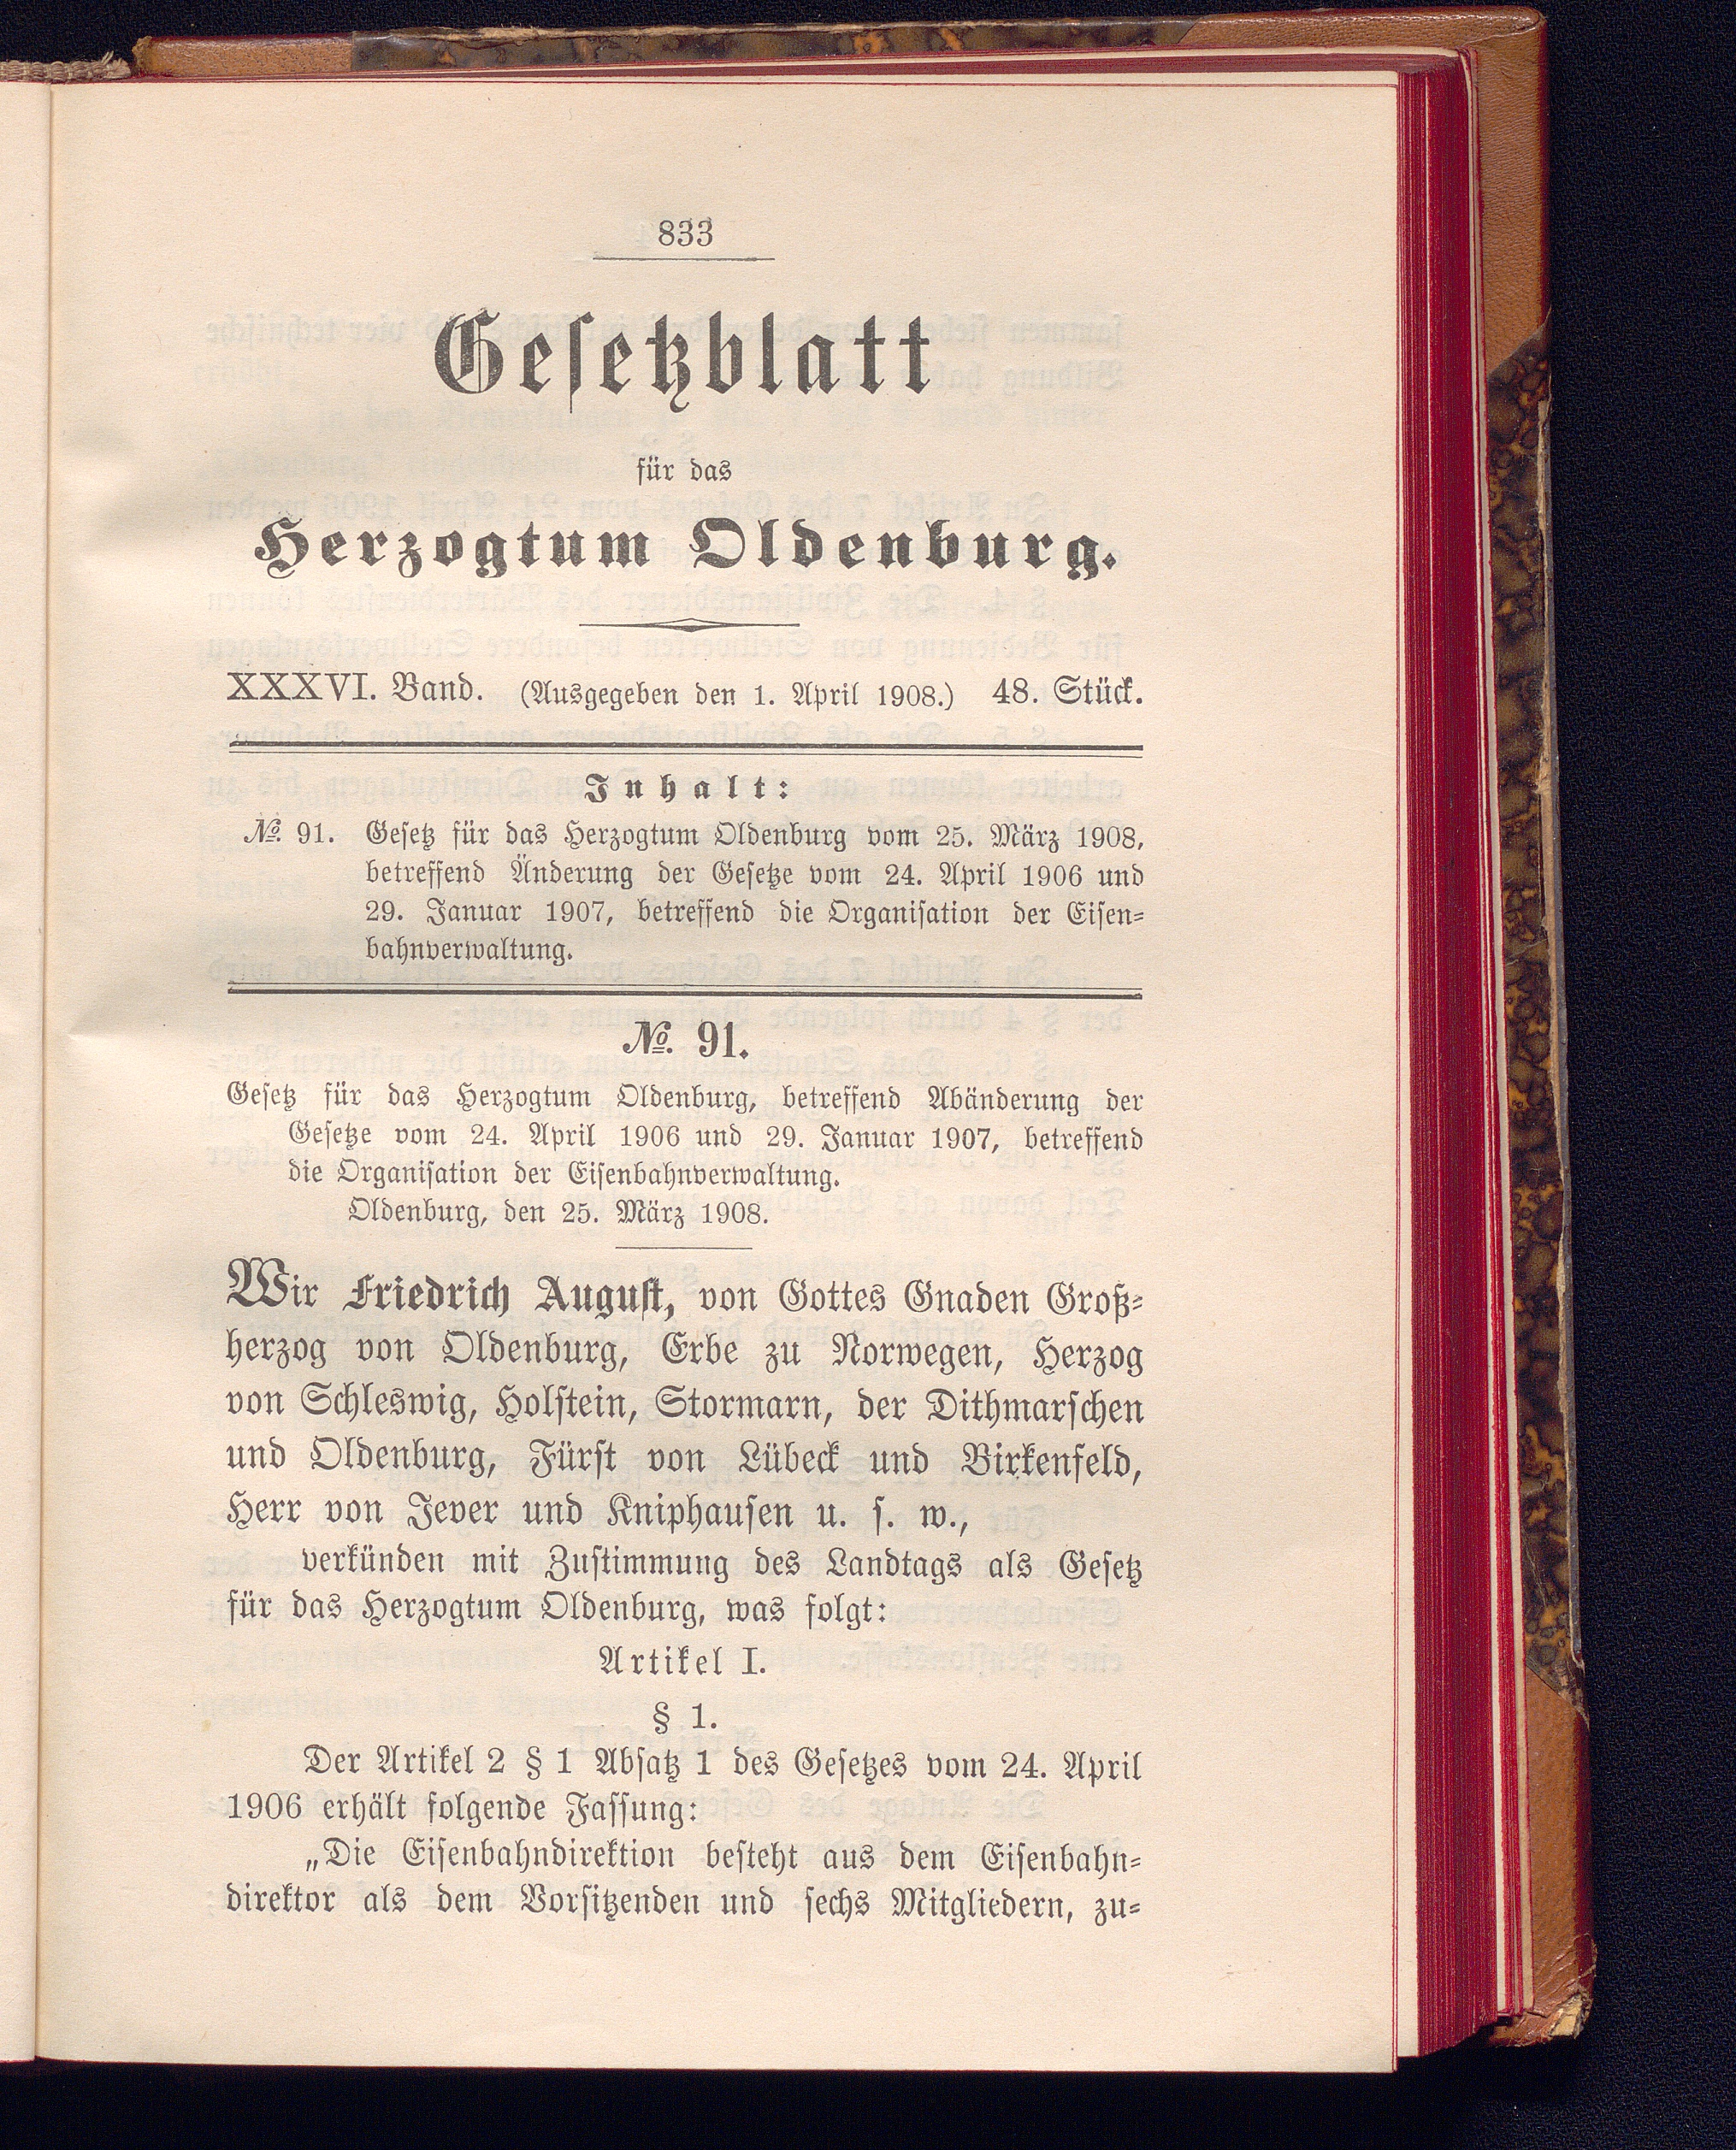 833
Gesetzblatt
für das
Herzogtum Oldenburg.
XXXVI. Band. (Ausgegeben den 1. April 1908.) 48. Stück.
Inhalt:
№ 91. Gesetz für das Herzogtum Oldenburg vom 25. März 1908,
betreffend Änderung der Gesetze vom 24. April 1906 und
29. Januar 1907, betreffend die Organisation der Eisen-
bahnverwaltung.
№ 91.
Gesetz für das Herzogtum Oldenburg, betreffend Abänderung der
Gesetze vom 24. April 1906 und 29. Januar 1907, betreffend
die Organisation der Eisenbahnverwaltung.
Oldenburg, den 25. März 1908.
Wir Friedrich August, von Gottes Gnaden Groß-
herzog von Oldenburg, Erbe zu Norwegen, Herzog
von Schleswig, Holstein, Stormarn, der Dithmarschen
und Oldenburg, Fürst von Lübeck und Birkenfeld,
Herr von Jever und Kniphausen u. s. w.,
verkünden mit Zustimmung des Landtags als Gesetz
für das Herzogtum Oldenburg, was folgt:
Artikel I.
§ 1.
Der Artikel 2 § 1 Absatz 1 des Gesetzes vom 24. April
1906 erhält folgende Fassung:
„Die Eisenbahndirektion besteht aus dem Eisenbahn-
direktor als dem Vorsitzenden und sechs Mitgliedern, zu-